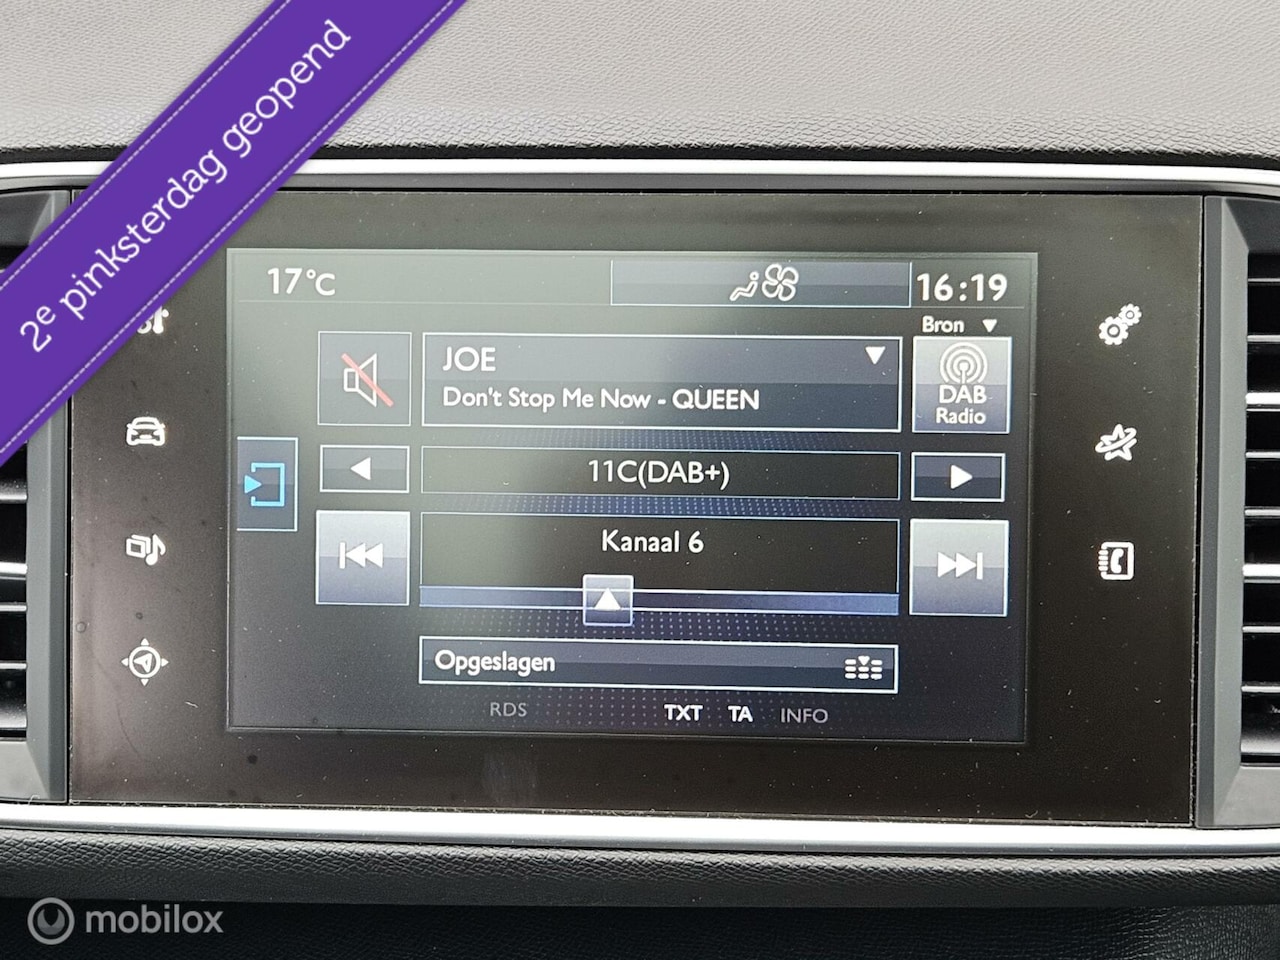 2e pinksterdag geopend
17°C
16:19
Bron
JOE
Don't Stop Me Now - QUEEN
DAB
Radio
11C(DAB+)
Kanaal 6
Opgeslagen
RDS TXT TA INFO
mobilox